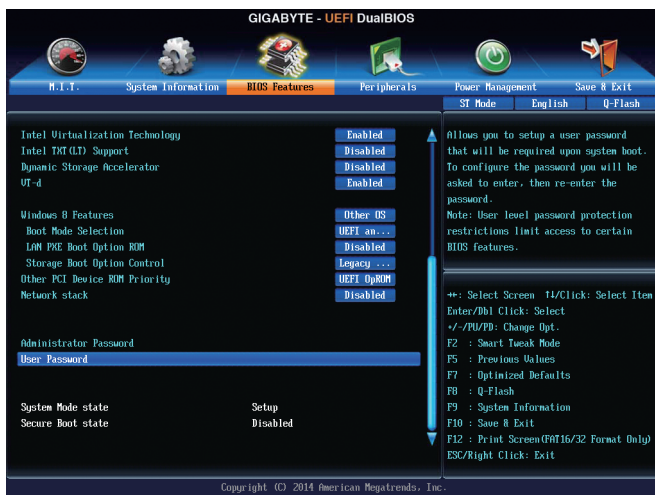 GIGABYTE - UEFI DualBIOS
M.I.T. System Information BIOS Features Peripherals Power Management Save & Exit
ST Mode English Q-Flash
Intel Virtualization Technology Enabled
Intel TXT(LT) Support Disabled
Dynamic Storage Accelerator Disabled
VT-d Enabled
Windows 8 Features Other OS
Boot Mode Selection UEFI an...
LAN PXE Boot Option ROM Disabled
Storage Boot Option Control Legacy ...
Other PCI Device ROM Priority UEFI OpROM
Network stack Disabled
Administrator Password
User Password
System Mode state Setup
Secure Boot state Disabled
Allows you to setup a user password
that will be required upon system boot.
To configure the password you will be
asked to enter, then re-enter the
password.
Note: User level password protection
restrictions limit access to certain
BIOS features.
→←: Select Screen ↑↓/Click: Select Item
Enter/Dbl Click: Select
+/-/PU/PD: Change Opt.
F2 : Smart Tweak Mode
F5 : Previous Values
F7 : Optimized Defaults
F8 : Q-Flash
F9 : System Information
F10 : Save & Exit
F12 : Print Screen(FAT16/32 Format Only)
ESC/Right Click: Exit
Copyright (C) 2014 American Megatrends, Inc.